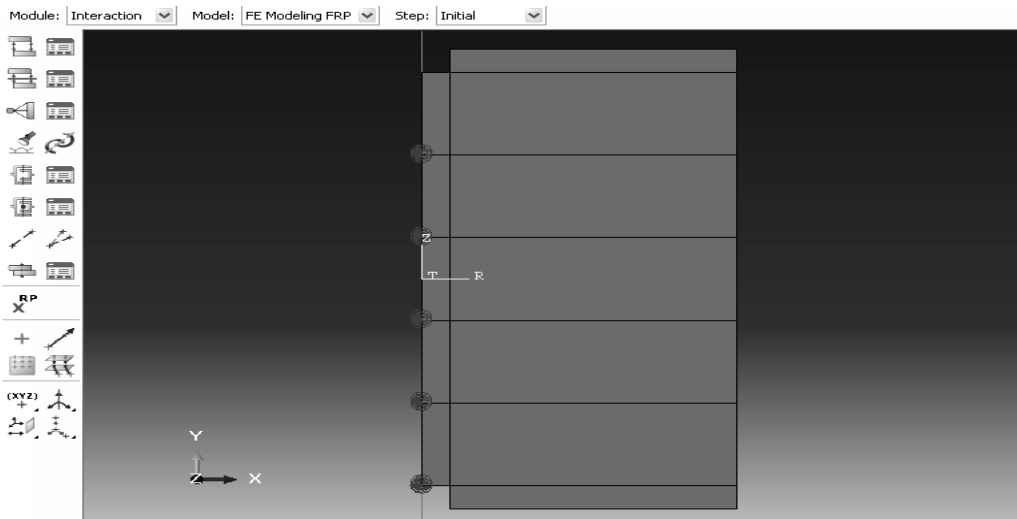 Module: Interaction Model: FE Modeling FRP Step: Initial
Z
T R
RP
(XYZ)
Y
Z X